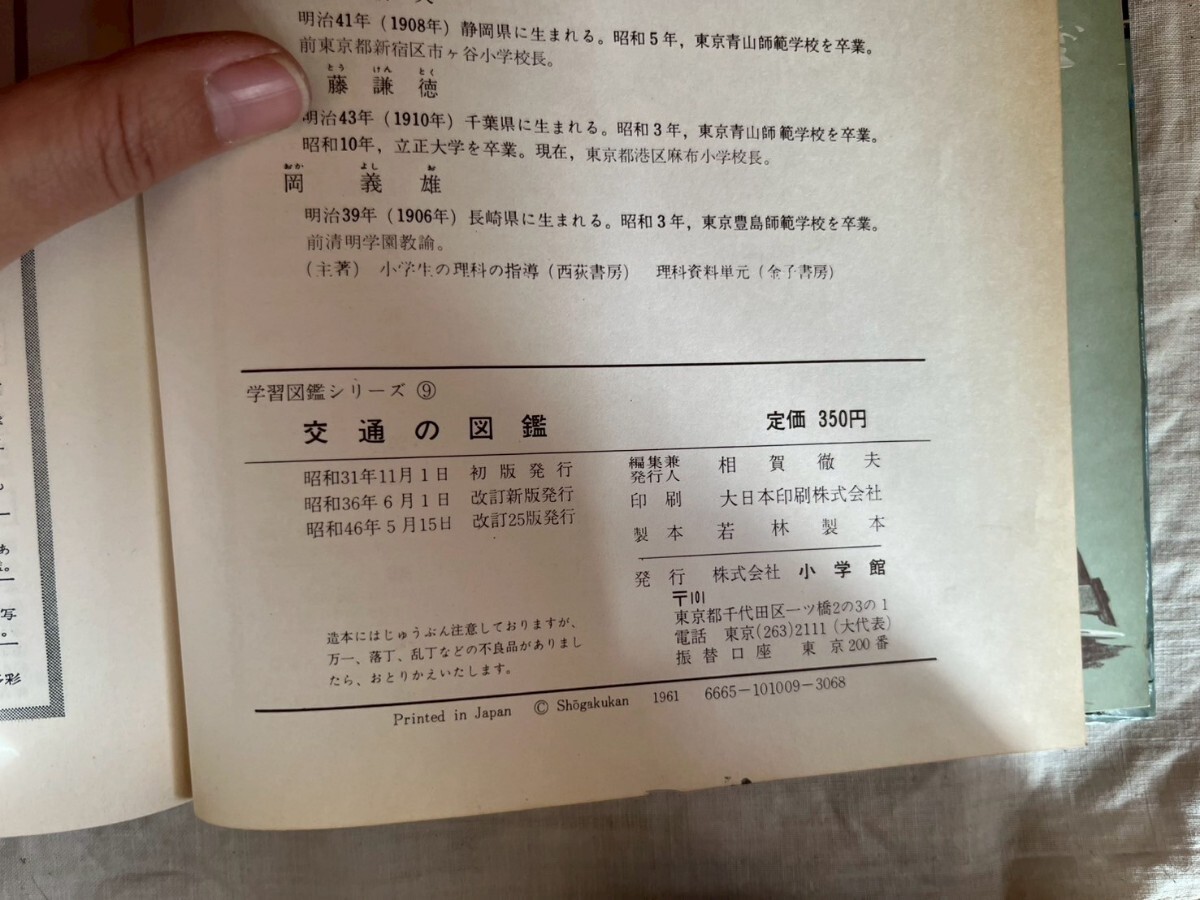 明治41年（1908年）静岡県に生まれる。昭和5年，東京青山師範学校を卒業。
前東京都新宿区市ヶ谷小学校長。
とう けん とく
藤 謙 徳
明治43年（1910年）千葉県に生まれる。昭和3年，東京青山師範学校を卒業。
昭和10年，立正大学を卒業。現在，東京都港区麻布小学校長。
おか よし お
岡 義 雄
明治39年（1906年）長崎県に生まれる。昭和3年，東京豊島師範学校を卒業。
前清明学園教諭。
（主著） 小学生の理科の指導（西荻書房） 理科資料単元（金子書房）
学習図鑑シリーズ ⑨
交通の図鑑 定価 350円
昭和31年11月1日 初版発行
昭和36年6月1日 改訂新版発行
昭和46年5月15日 改訂25版発行
編集兼発行人 相賀徹夫
印刷 大日本印刷株式会社
製本 若林製本
発行 株式会社 小学館
〒101
東京都千代田区一ツ橋2の3の1
電話 東京(263)2111（大代表）
振替口座 東京200番
造本にはじゅうぶん注意しておりますが、
万一、落丁、乱丁などの不良品がありまし
たら、おとりかえいたします。
Printed in Japan © Shōgakukan 1961 6665-101009-3068